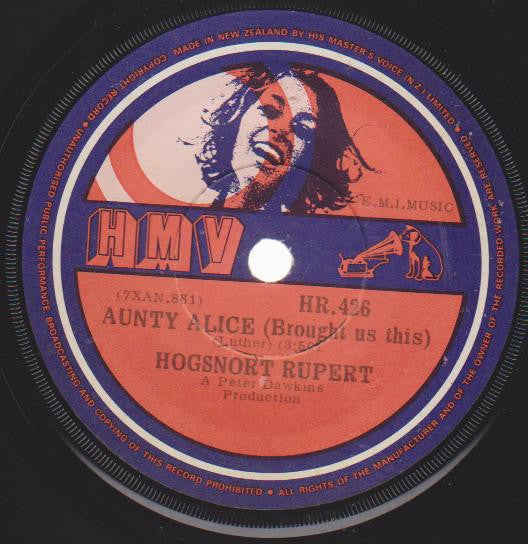 COPYRIGHT RECORD • MADE IN NEW ZEALAND BY HIS MASTER'S VOICE (N.Z.) LIMITED •
E.M.I.MUSIC
HMV
(7XAN.881)
HR.426
AUNTY ALICE (Brought us this)
(Luther)
HOGSNORT RUPERT
A Peter Dawkins
Production
UNAUTHORISED PUBLIC PERFORMANCE, BROADCASTING AND COPYING OF THIS RECORD PROHIBITED • ALL RIGHTS OF THE MANUFACTURER AND OF THE OWNER OF THE RECORDED WORK ARE RESERVED